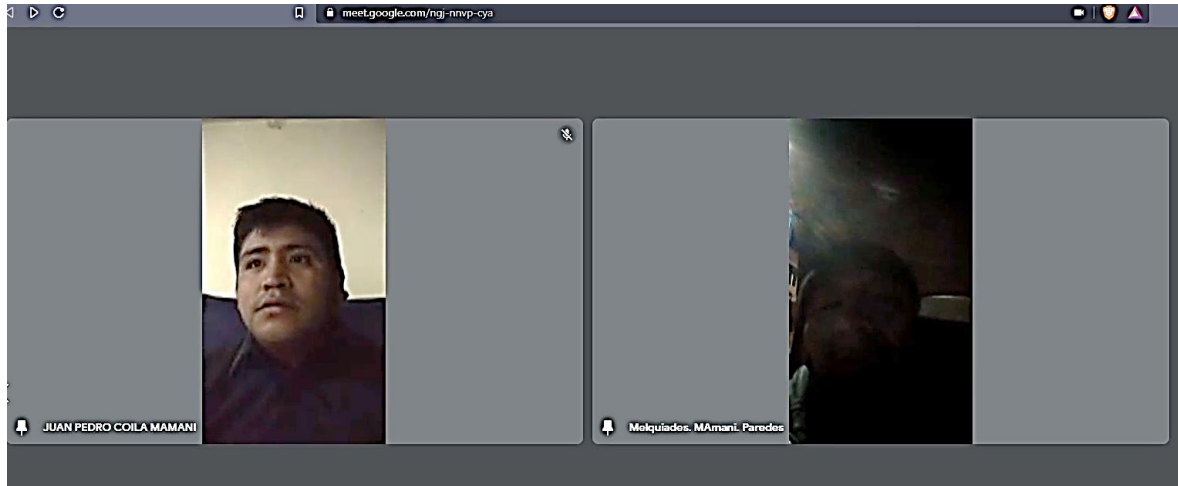 meet.google.com/ngj-nnvp-cya
JUAN PEDRO COILA MAMANI
Melquiades. MAmani. Paredes